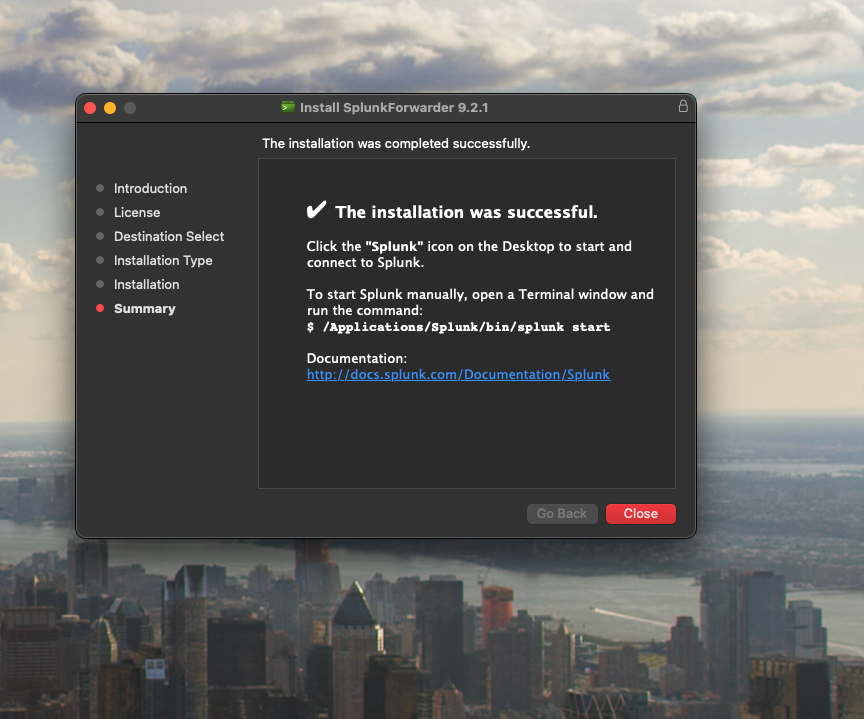 Install SplunkForwarder 9.2.1
The installation was completed successfully.
Introduction
License
Destination Select
Installation Type
Installation
Summary
✔ The installation was successful.
Click the "Splunk" icon on the Desktop to start and
connect to Splunk.
To start Splunk manually, open a Terminal window and
run the command:
$ /Applications/Splunk/bin/splunk start
Documentation:
http://docs.splunk.com/Documentation/Splunk
Go Back
Close